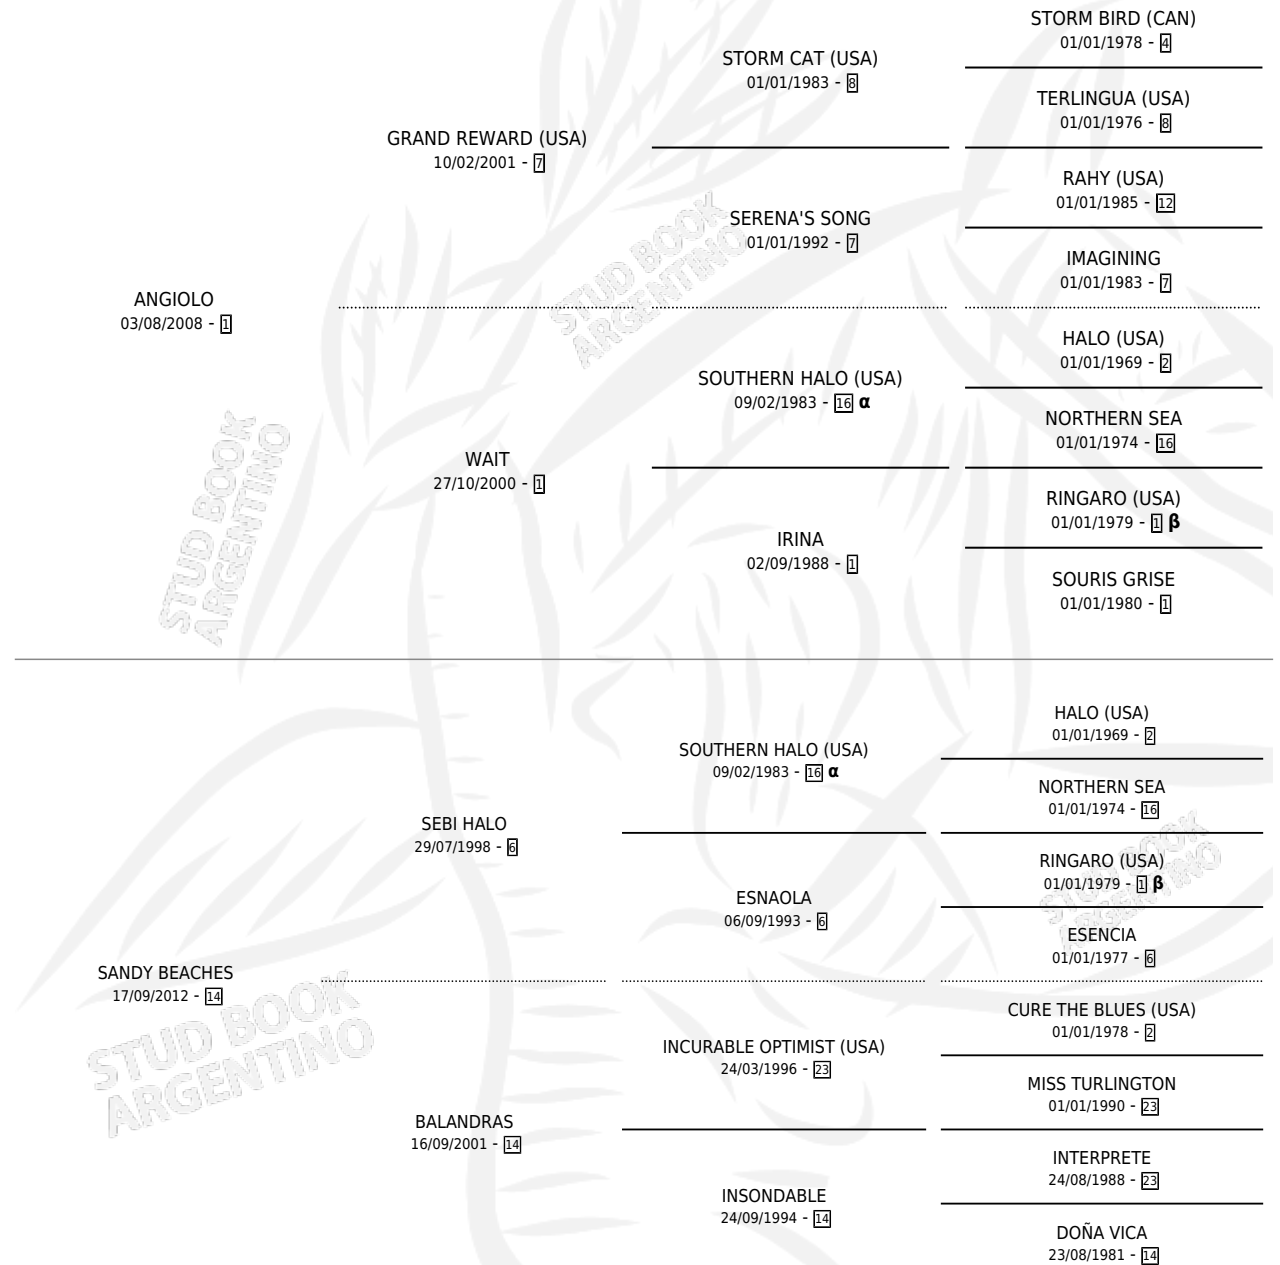 STORM BIRD (CAN)
01/01/1978 - 4
STORM CAT (USA)
01/01/1983 - 8
TERLINGUA (USA)
01/01/1976 - 8
GRAND REWARD (USA)
10/02/2001 - 7
RAHY (USA)
01/01/1985 - 12
SERENA'S SONG
01/01/1992 - 7
IMAGINING
01/01/1983 - 7
ANGIOLO
03/08/2008 - 1
HALO (USA)
01/01/1969 - 2
SOUTHERN HALO (USA)
09/02/1983 - 16 α
NORTHERN SEA
01/01/1974 - 16
WAIT
27/10/2000 - 1
RINGARO (USA)
01/01/1979 - 1 β
IRINA
02/09/1988 - 1
SOURIS GRISE
01/01/1980 - 1
HALO (USA)
01/01/1969 - 2
SOUTHERN HALO (USA)
09/02/1983 - 16 α
NORTHERN SEA
01/01/1974 - 16
SEBI HALO
29/07/1998 - 6
RINGARO (USA)
01/01/1979 - 1 β
ESNAOLA
06/09/1993 - 6
ESENCIA
01/01/1977 - 6
SANDY BEACHES
17/09/2012 - 14
CURE THE BLUES (USA)
01/01/1978 - 2
INCURABLE OPTIMIST (USA)
24/03/1996 - 23
MISS TURLINGTON
01/01/1990 - 23
BALANDRAS
16/09/2001 - 14
INTERPRETE
24/08/1988 - 23
INSONDABLE
24/09/1994 - 14
DOÑA VICA
23/08/1981 - 14
STUD BOOK
ARGENTINO
STUD BOOK
ARGENTINO
STUD BOOK
ARGENTINO
STUD BOOK
ARGENTINO